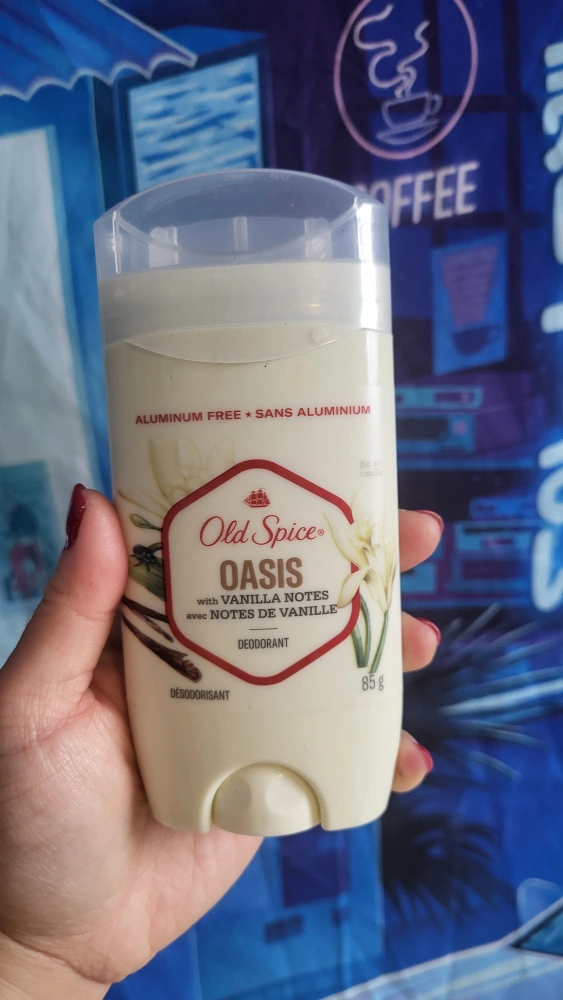 COFFEE
ALUMINUM FREE ★ SANS ALUMINIUM
Old Spice®
OASIS
with VANILLA NOTES
avec NOTES DE VANILLE
DEODORANT
DÉSODORISANT
85 g